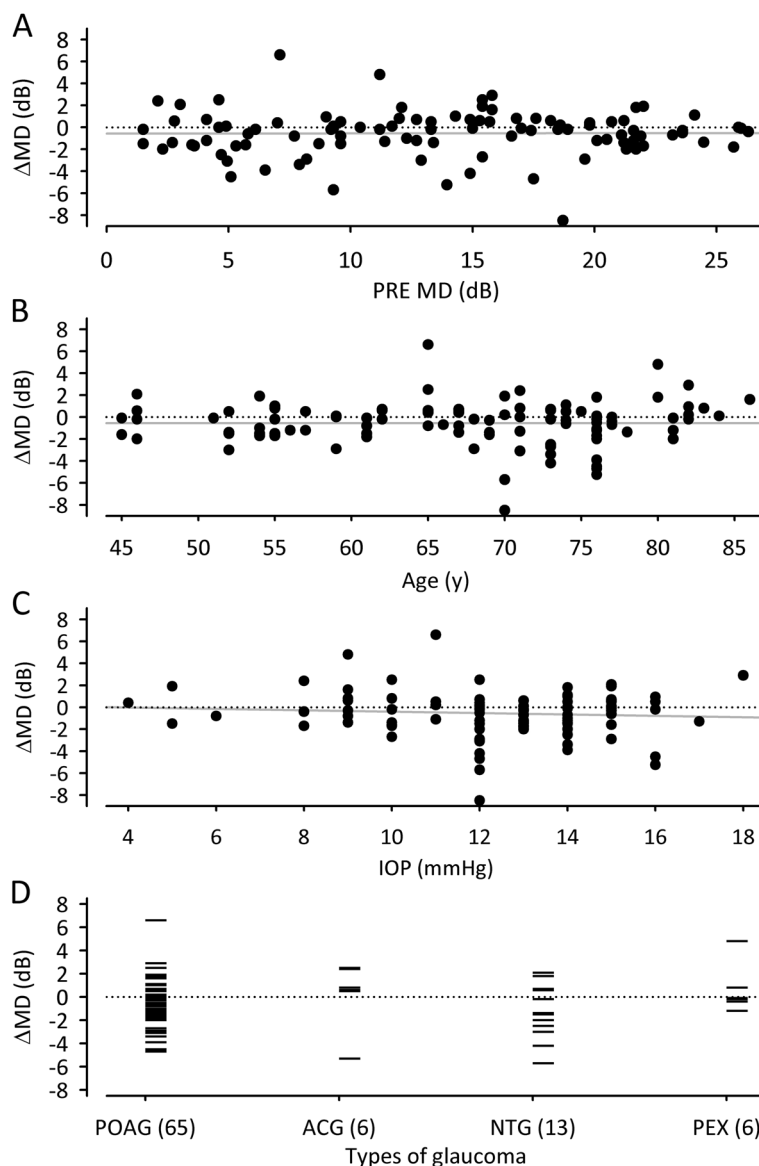 A
ΔMD (dB)
8
6
4
2
0
-2
-4
-6
-8
0 5 10 15 20 25
PRE MD (dB)
B
ΔMD (dB)
8
6
4
2
0
-2
-4
-6
-8
45 50 55 60 65 70 75 80 85
Age (y)
C
ΔMD (dB)
8
6
4
2
0
-2
-4
-6
-8
4 6 8 10 12 14 16 18
IOP (mmHg)
D
ΔMD (dB)
8
6
4
2
0
-2
-4
-6
-8
POAG (65) ACG (6) NTG (13) PEX (6)
Types of glaucoma